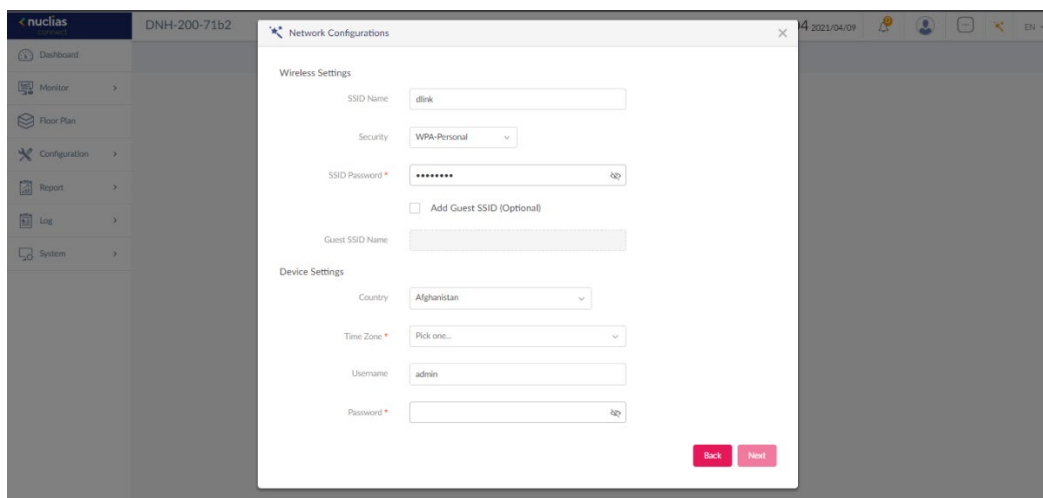 nuclias
connect
DNH-200-71b2
Network Configurations
4 2021/04/09
EN
Dashboard
Monitor
Floor Plan
Configuration
Report
Log
System
Wireless Settings
SSID Name dlink
Security WPA-Personal
SSID Password * ••••••••
Add Guest SSID (Optional)
Guest SSID Name
Device Settings
Country Afghanistan
Time Zone * Pick one...
Username admin
Password *
Back Next